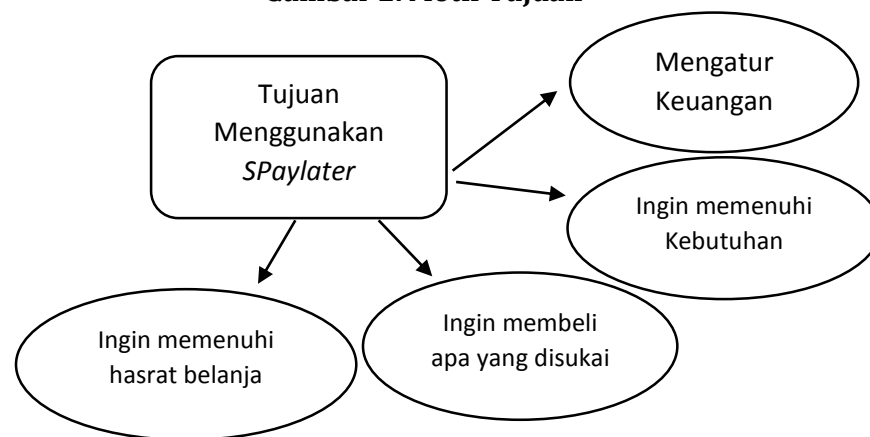 Tujuan
Menggunakan
SPaylater
Mengatur
Keuangan
Ingin memenuhi
Kebutuhan
Ingin membeli
apa yang disukai
Ingin memenuhi
hasrat belanja